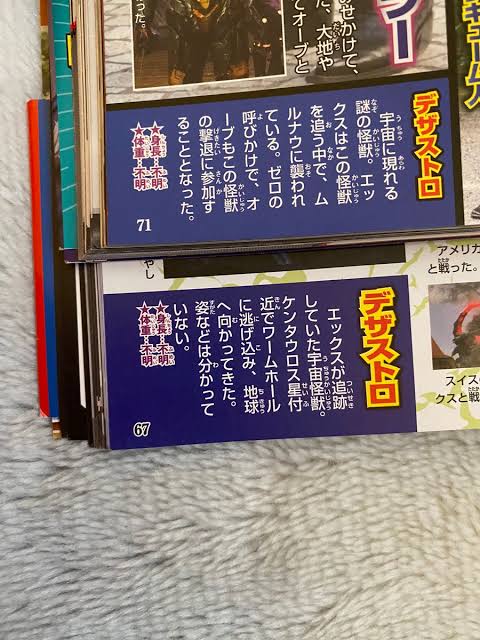 った。
みせかけて、
た、大地や
てオーブと
デザストロ
宇宙に現れる
謎の怪獣。エッ
クスはこの怪獣
を追う中で、ム
ルナウに襲われ
ている。ゼロの
呼びかけで、オ
ーブもこの怪獣
の撃退に参加す
ることとなった。
★身長…不明
★体重…不明
71
アメリカ
と戦った。
スイス
クスと戦
やし
デザストロ
エックスが追跡
していた宇宙怪獣。
ケンタウロス星付
近でワームホール
に逃げ込み、地球
へ向かってきた。
姿などは分かって
いない。
★身長…不明
★体重…不明
67